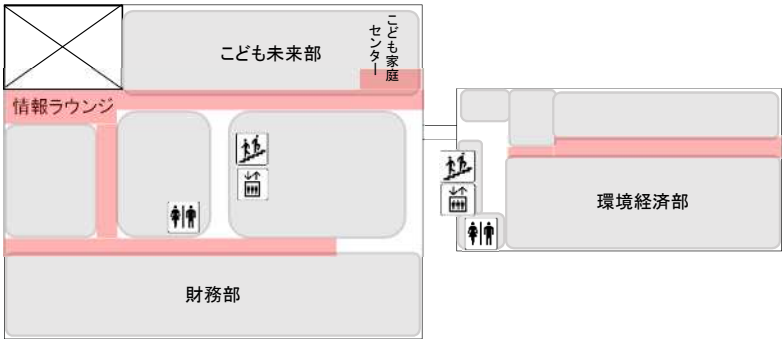 こども未来部
こども家庭
センター
情報ラウンジ
環境経済部
財務部